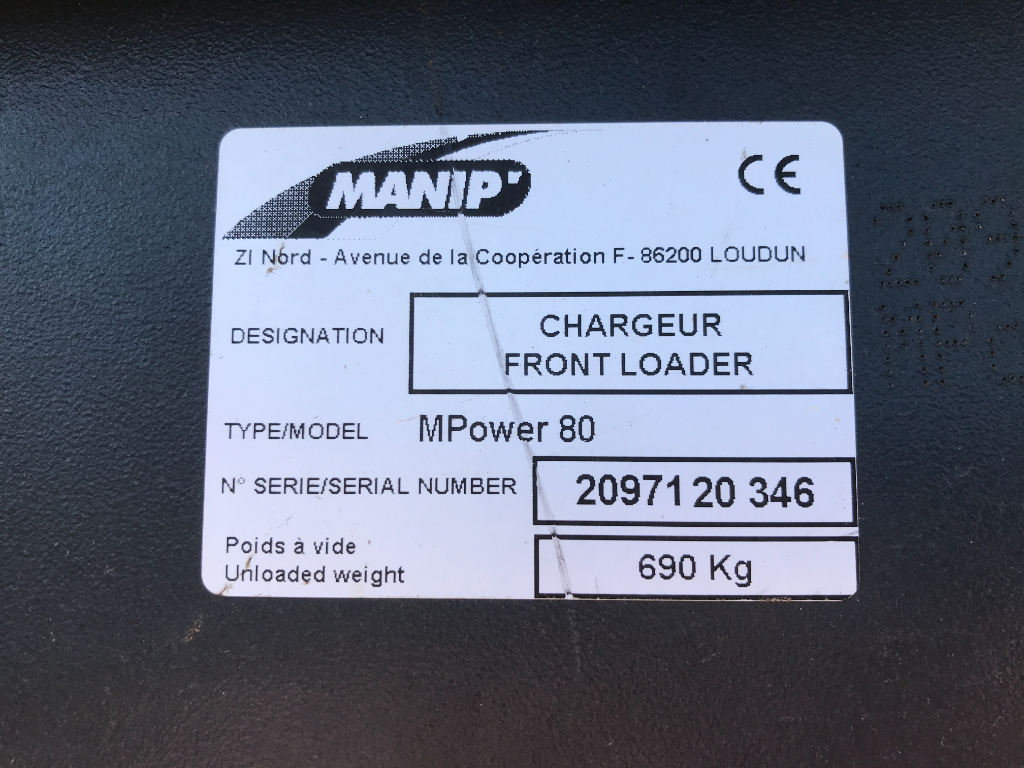 MANIP'
CE
ZI Nord - Avenue de la Coopération F- 86200 LOUDUN
DESIGNATION
CHARGEUR
FRONT LOADER
TYPE/MODEL MPower 80
N° SERIE/SERIAL NUMBER 2097120 346
Poids à vide
Unloaded weight
690 Kg